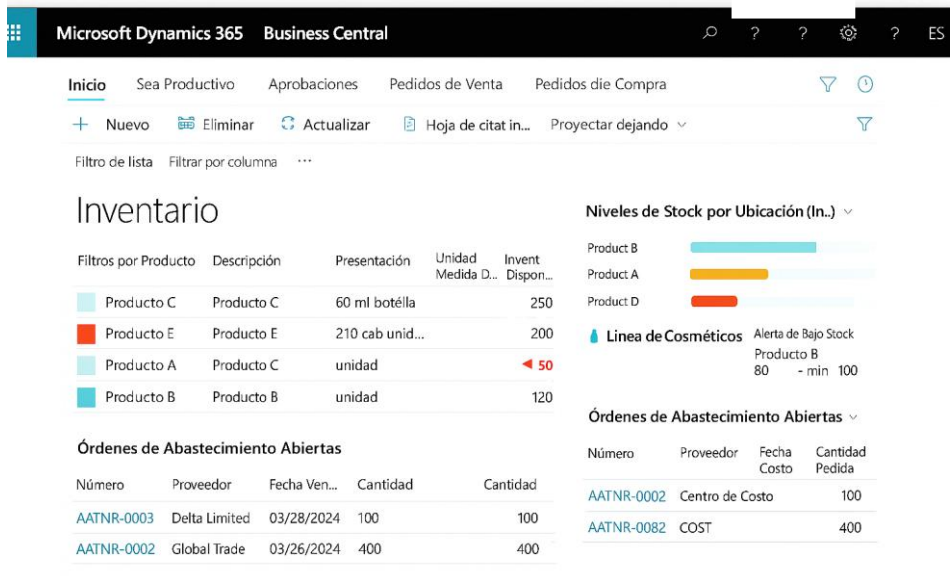 Microsoft Dynamics 365 Business Central ? ? ? ES
Inicio Sea Productivo Aprobaciones Pedidos de Venta Pedidos die Compra
+ Nuevo Eliminar Actualizar Hoja de citat in... Proyectar dejando
Filtro de lista Filtrar por columna ...
Inventario
Filtros por Producto Descripción Presentación Unidad Medida D... Invent Dispon...
Producto C Producto C 60 ml botélla 250
Producto E Producto E 210 cab unid... 200
Producto A Producto C unidad 50
Producto B Producto B unidad 120
Órdenes de Abastecimiento Abiertas
Número Proveedor Fecha Ven... Cantidad Cantidad
AATNR-0003 Delta Limited 03/28/2024 100 100
AATNR-0002 Global Trade 03/26/2024 400 400
Niveles de Stock por Ubicación (In..)
Product B
Product A
Product D
Linea de Cosméticos Alerta de Bajo Stock
Producto B
80 - min 100
Órdenes de Abastecimiento Abiertas
Número Proveedor Fecha Costo Cantidad Pedida
AATNR-0002 Centro de Costo 100
AATNR-0082 COST 400